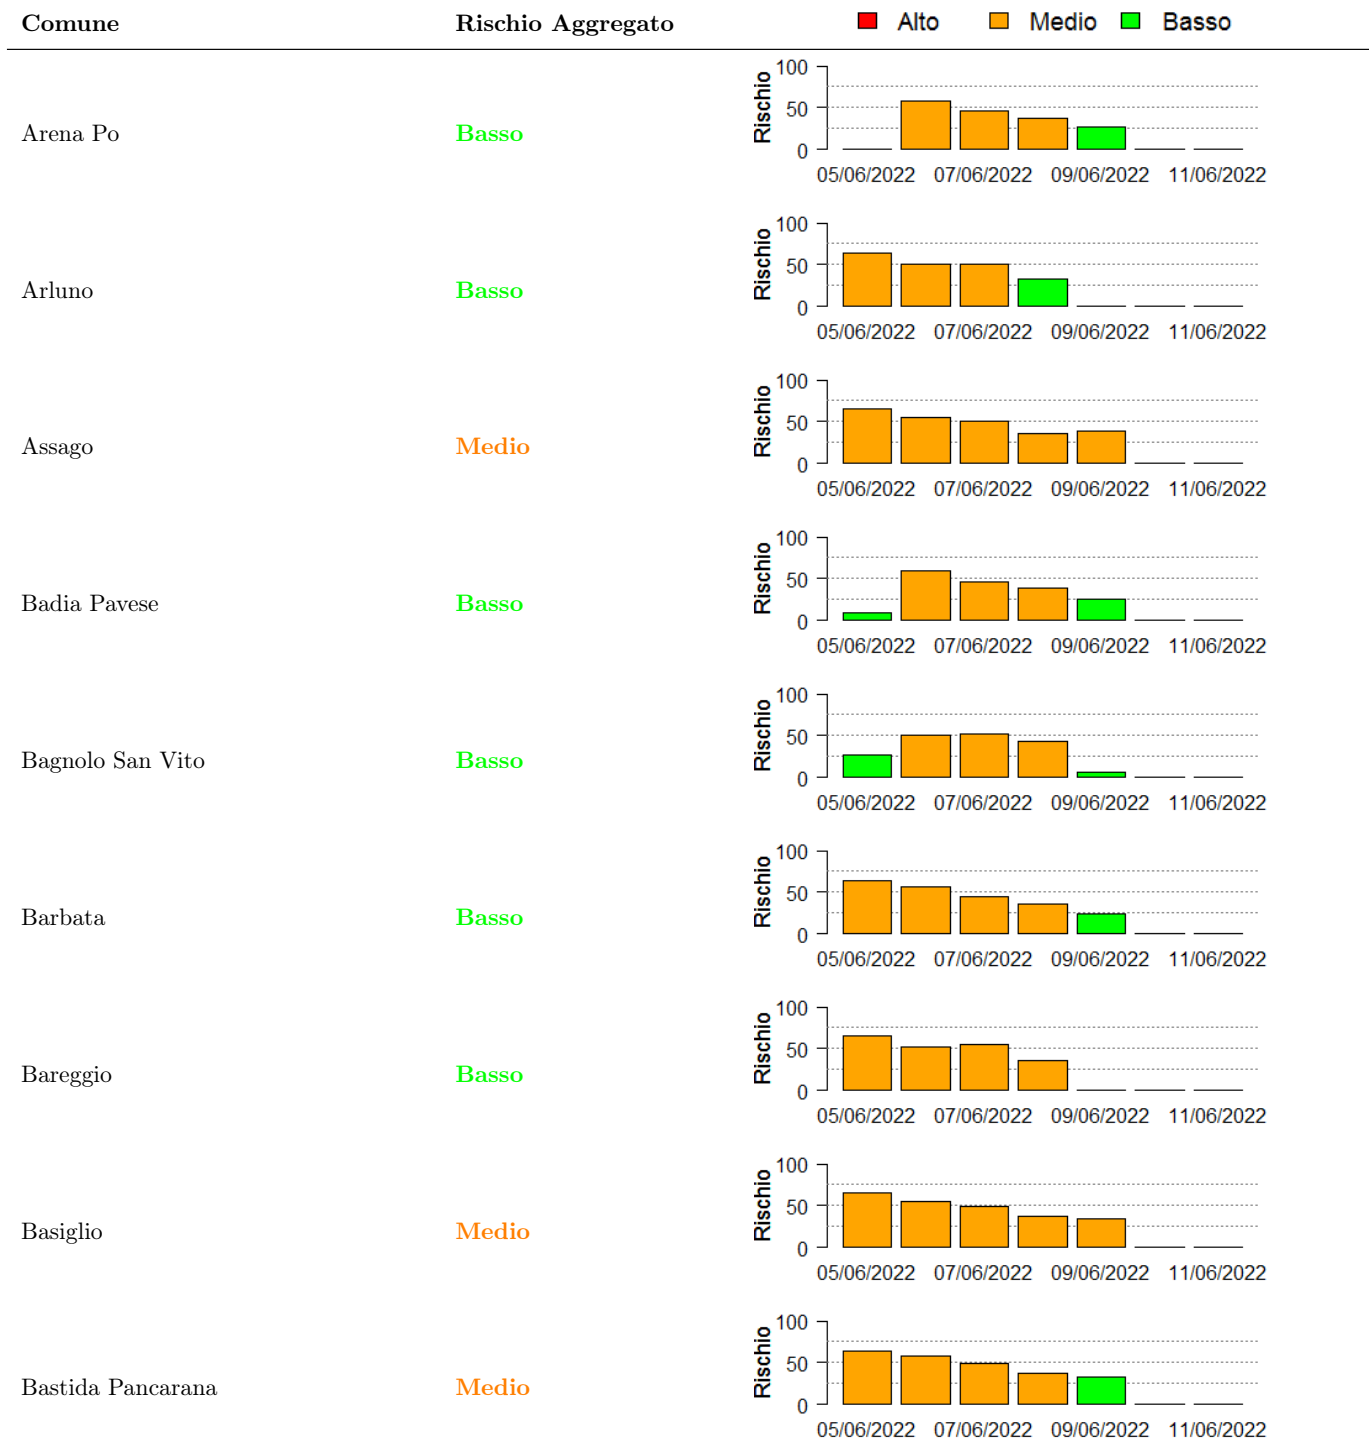 Comune Rischio Aggregato Alto Medio Basso
Arena Po Basso
Rischio
100
50
0
05/06/2022 07/06/2022 09/06/2022 11/06/2022
Arluno Basso
Rischio
100
50
0
05/06/2022 07/06/2022 09/06/2022 11/06/2022
Assago Medio
Rischio
100
50
0
05/06/2022 07/06/2022 09/06/2022 11/06/2022
Badia Pavese Basso
Rischio
100
50
0
05/06/2022 07/06/2022 09/06/2022 11/06/2022
Bagnolo San Vito Basso
Rischio
100
50
0
05/06/2022 07/06/2022 09/06/2022 11/06/2022
Barbata Basso
Rischio
100
50
0
05/06/2022 07/06/2022 09/06/2022 11/06/2022
Bareggio Basso
Rischio
100
50
0
05/06/2022 07/06/2022 09/06/2022 11/06/2022
Basiglio Medio
Rischio
100
50
0
05/06/2022 07/06/2022 09/06/2022 11/06/2022
Bastida Pancarana Medio
Rischio
100
50
0
05/06/2022 07/06/2022 09/06/2022 11/06/2022